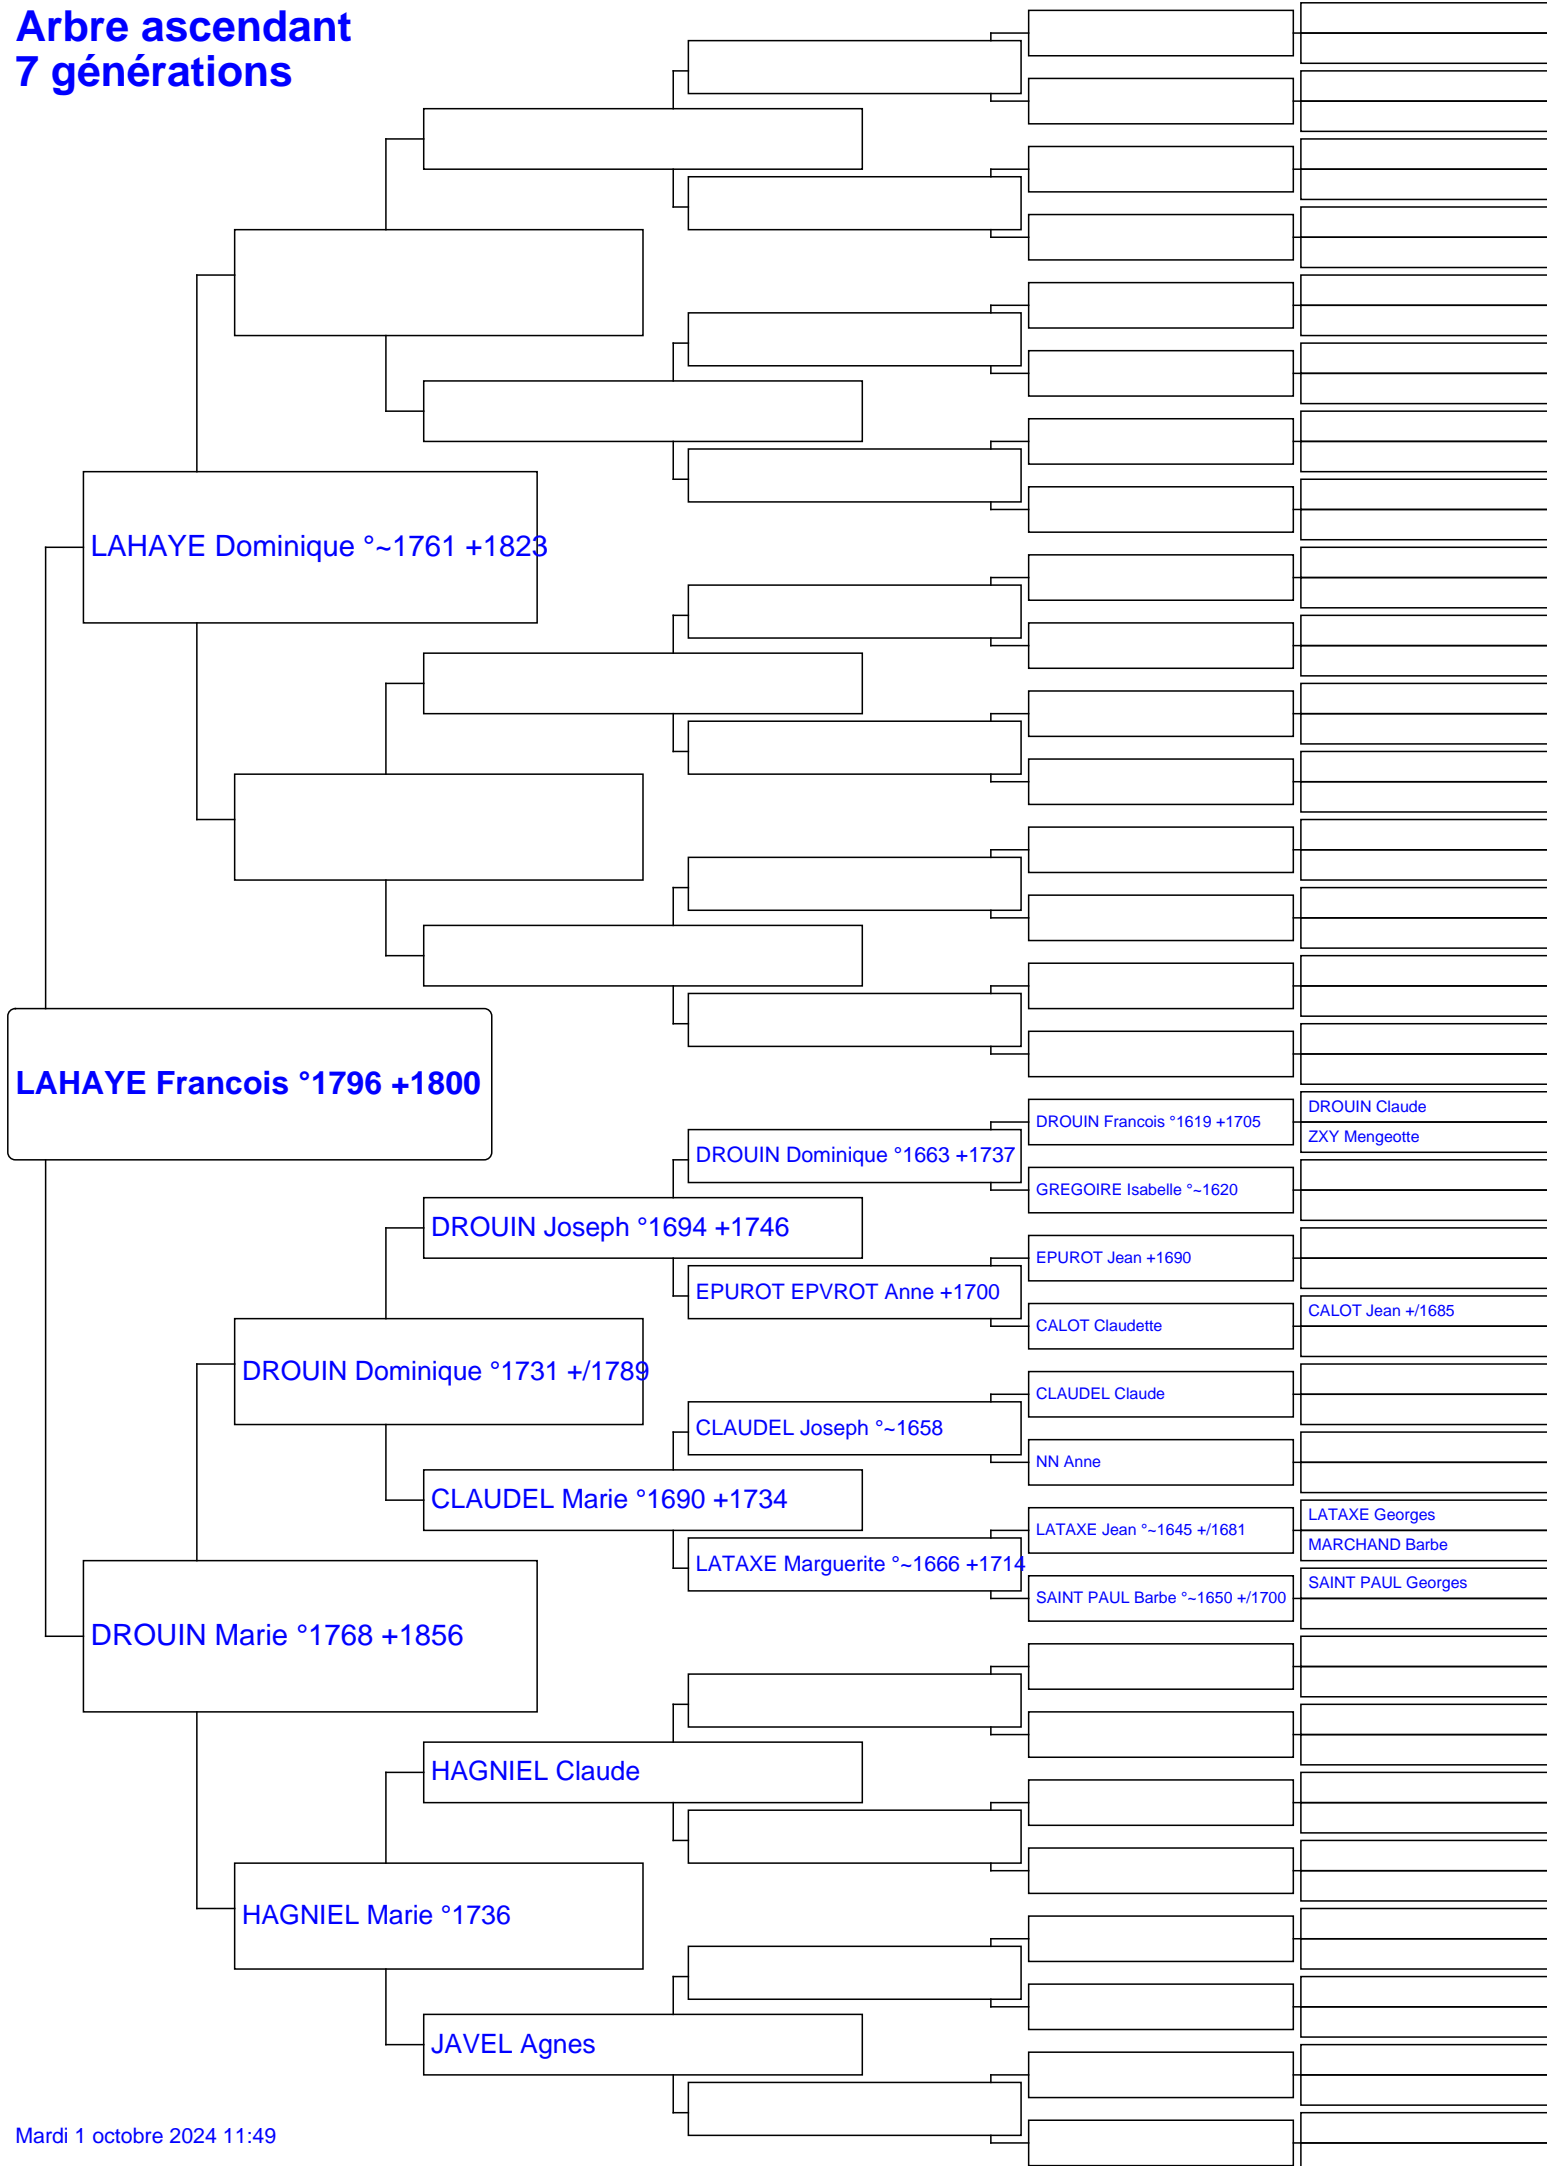 Arbre ascendant
7 générations
LAHAYE Dominique °~1761 +1823
LAHAYE Francois °1796 +1800
DROUIN Francois °1619 +1705
DROUIN Claude
ZXY Mengeotte
DROUIN Dominique °1663 +1737
GREGOIRE Isabelle °~1620
DROUIN Joseph °1694 +1746
EPUROT Jean +1690
EPUROT EPVROT Anne +1700
CALOT Claudette
CALOT Jean +/1685
DROUIN Dominique °1731 +/1789
CLAUDEL Claude
CLAUDEL Joseph °~1658
NN Anne
CLAUDEL Marie °1690 +1734
LATAXE Jean °~1645 +/1681
LATAXE Georges
MARCHAND Barbe
LATAXE Marguerite °~1666 +1714
SAINT PAUL Barbe °~1650 +/1700
SAINT PAUL Georges
DROUIN Marie °1768 +1856
HAGNIEL Claude
HAGNIEL Marie °1736
JAVEL Agnes
Mardi 1 octobre 2024 11:49